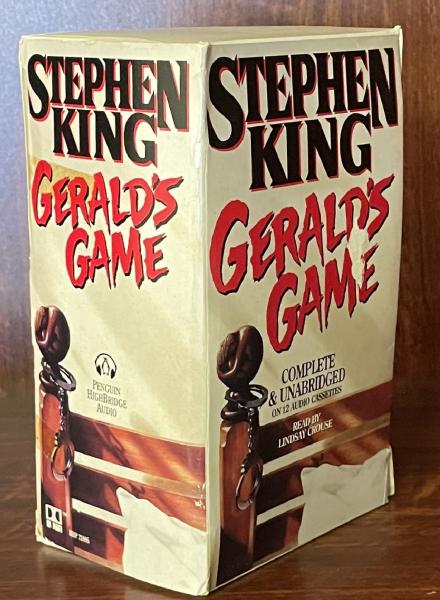 STEPHEN
KING
GERALD'S
GAME
PENGUIN
HIGHBRIDGE
AUDIO
STEPHEN
KING
GERALD'S
GAME
COMPLETE
& UNABRIDGED
ON 12 AUDIO CASSETTES
READ BY
LINDSAY CROUSE